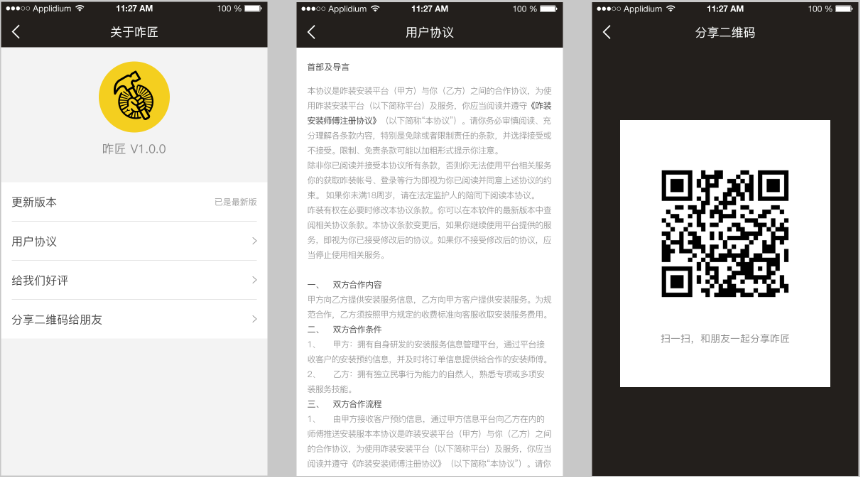 Applidium 11:27 AM 100 %
关于咋匠
咋匠 V1.0.0
更新版本 已是最新版
用户协议
给我们好评
分享二维码给朋友
Applidium 11:27 AM 100 %
用户协议
首部及导言
本协议是咋装安装平台（甲方）与你（乙方）之间的合作协议，为使
用咋装安装平台（以下简称平台）及服务，你应当阅读并遵守《咋装
安装师傅注册协议》（以下简称“本协议”）。请你务必审慎阅读、充
分理解各条款内容，特别是免除或者限制责任的条款，并选择接受或
不接受。限制、免责条款可能以加粗形式提示你注意。
除非你已阅读并接受本协议所有条款，否则你无法使用平台相关服务
你的获取咋装账号、登录等行为即视为你已阅读并同意上述协议的约
束。 如果你未满18周岁，请在法定监护人的陪同下阅读本协议。
咋装有权在必要时修改本协议条款。你可以在本软件的最新版本中查
阅相关协议条款。本协议条款变更后，如果你继续使用平台提供的服
务，即视为你已接受修改后的协议。如果你不接受修改后的协议，应
当停止使用相关服务。
一、 双方合作内容
甲方向乙方提供安装服务信息，乙方向甲方客户提供安装服务。为规
范合作，乙方须按照甲方规定的收费标准向客服收取安装服务费用。
二、 双方合作条件
1、 甲方：拥有自身研发的安装服务信息管理平台，通过平台接
收客户的安装预约信息，并及时将订单信息提供给合作的安装师傅。
2、 乙方：拥有独立民事行为能力的自然人，熟悉专项或多项安
装服务技能。
三、 双方合作流程
1、 由甲方接收客户预约信息，通过甲方信息平台向乙方在内的
师傅推送安装服本本协议是咋装安装平台（甲方）与你（乙方）之间
的合作协议，为使用咋装安装平台（以下简称平台）及服务，你应当
阅读并遵守《咋装安装师傅注册协议》（以下简称“本协议”）。请你
Applidium 11:27 AM 100 %
分享二维码
扫一扫，和朋友一起分享咋匠